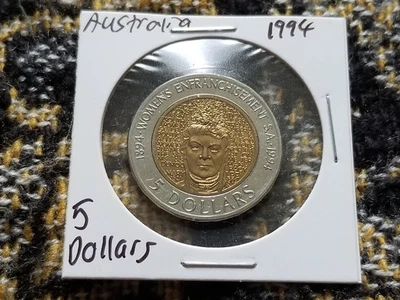 Australia
1994
1894 WOMEN'S ENFRANCHISEMENT S.A. 1994
5 DOLLARS
5
Dollars